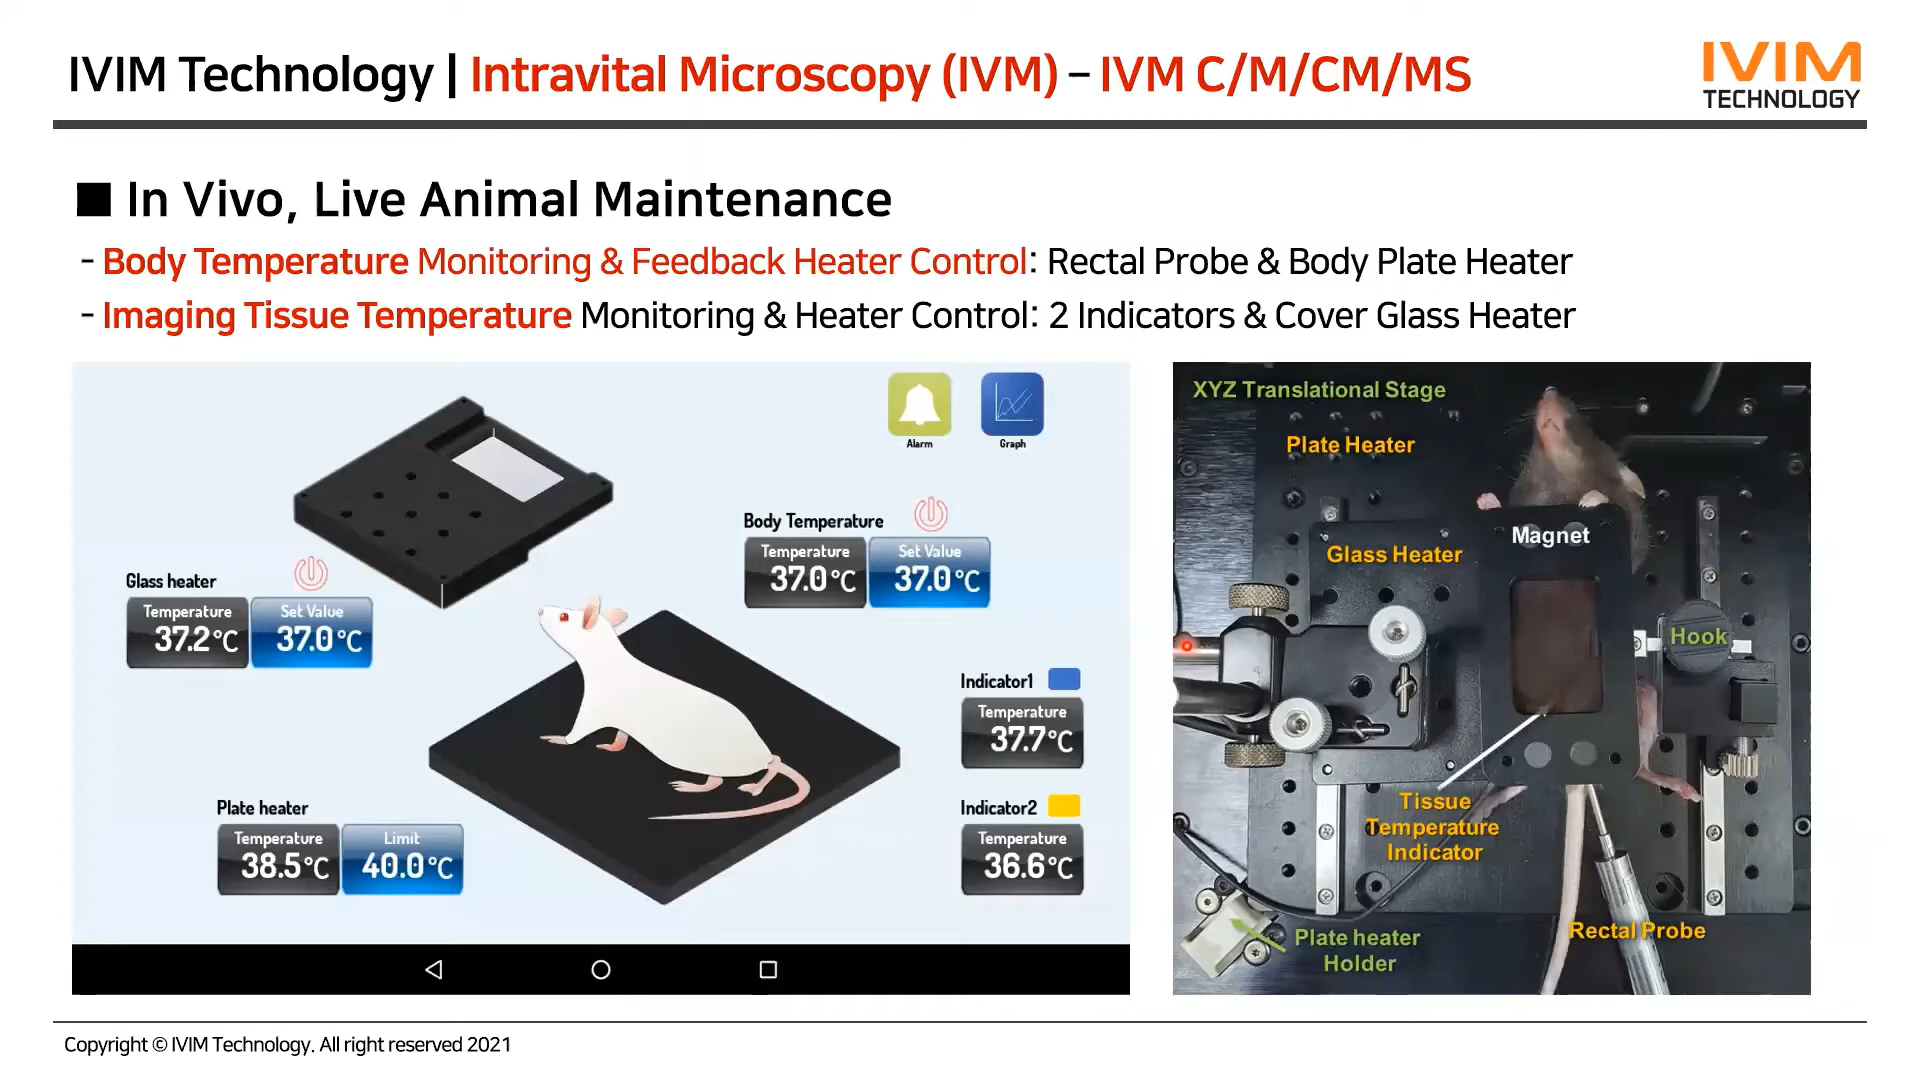 IVIM Technology | Intravital Microscopy (IVM) – IVM C/M/CM/MS
IVIM
TECHNOLOGY
■ In Vivo, Live Animal Maintenance
- Body Temperature Monitoring & Feedback Heater Control: Rectal Probe & Body Plate Heater
- Imaging Tissue Temperature Monitoring & Heater Control: 2 Indicators & Cover Glass Heater
Alarm
Graph
Glass heater
Temperature
37.2°C
Set Value
37.0°C
Body Temperature
Temperature
37.0°C
Set Value
37.0°C
Indicator1
Temperature
37.7°C
Plate heater
Temperature
38.5°C
Limit
40.0°C
Indicator2
Temperature
36.6°C
XYZ Translational Stage
Plate Heater
Magnet
Glass Heater
Hook
Tissue
Temperature
Indicator
Rectal Probe
Plate heater
Holder
Copyright © IVIM Technology. All right reserved 2021